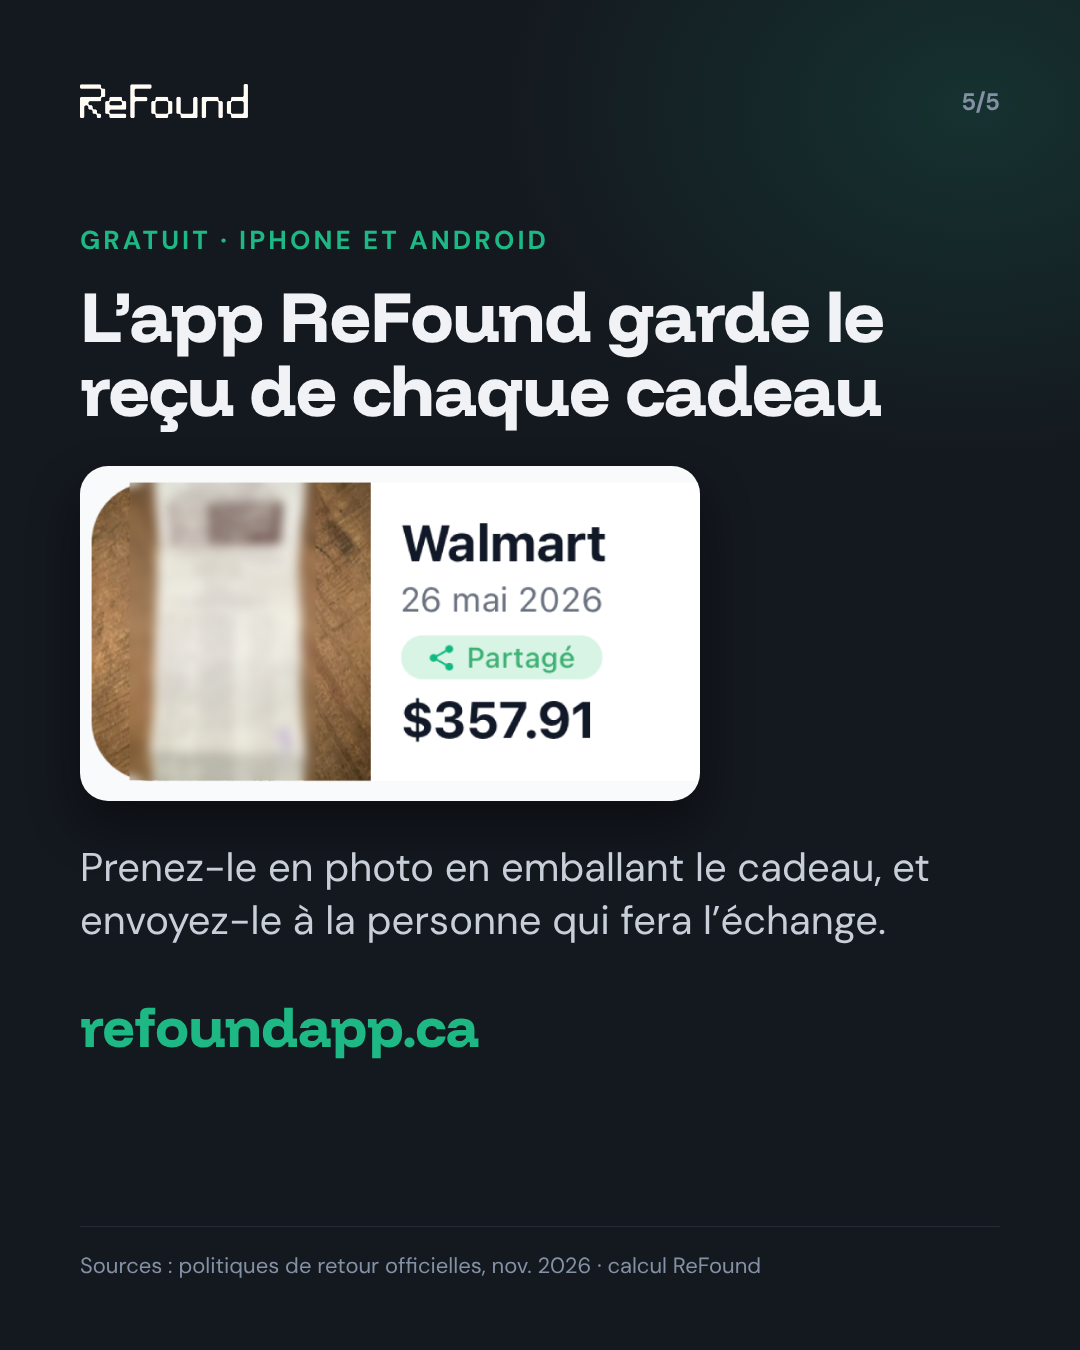 ReFound
5/5
GRATUIT · IPHONE ET ANDROID
L’app ReFound garde le
reçu de chaque cadeau
Walmart
26 mai 2026
Partagé
$357.91
Prenez-le en photo en emballant le cadeau, et
envoyez-le à la personne qui fera l’échange.
refoundapp.ca
Sources : politiques de retour officielles, nov. 2026 · calcul ReFound